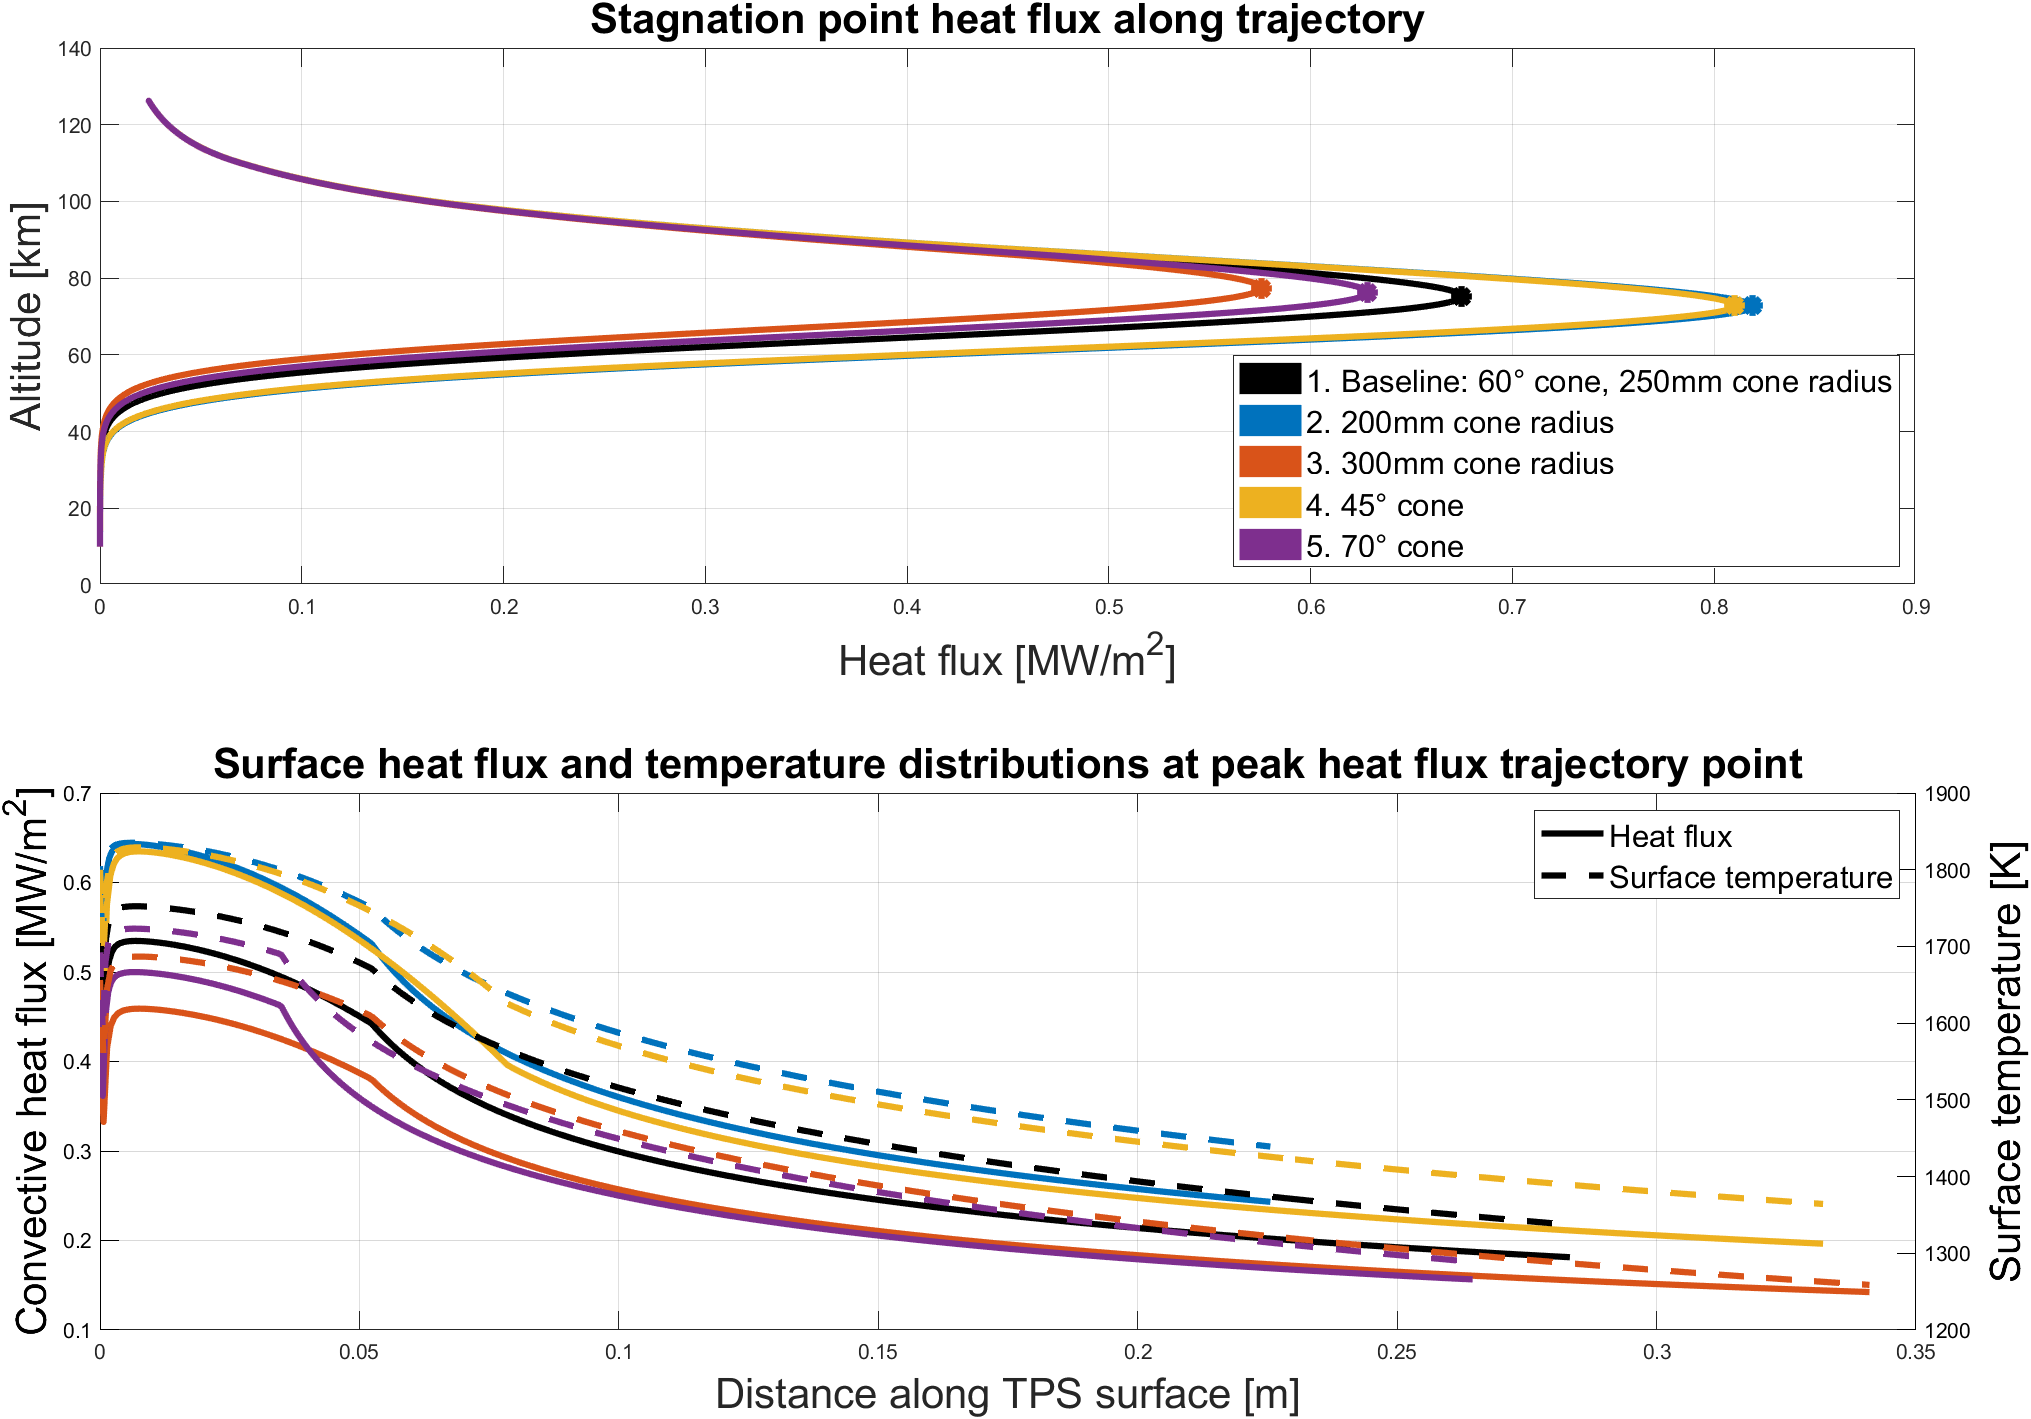 Stagnation point heat flux along trajectory
140
120
100
80
60
40
20
0
Altitude [km]
0 0.1 0.2 0.3 0.4 0.5 0.6 0.7 0.8 0.9
Heat flux [MW/m²]
1. Baseline: 60° cone, 250mm cone radius
2. 200mm cone radius
3. 300mm cone radius
4. 45° cone
5. 70° cone
Surface heat flux and temperature distributions at peak heat flux trajectory point
0.7
0.6
0.5
0.4
0.3
0.2
0.1
Convective heat flux [MW/m²]
Heat flux
Surface temperature
1900
1800
1700
1600
1500
1400
1300
1200
Surface temperature [K]
0 0.05 0.1 0.15 0.2 0.25 0.3 0.35
Distance along TPS surface [m]